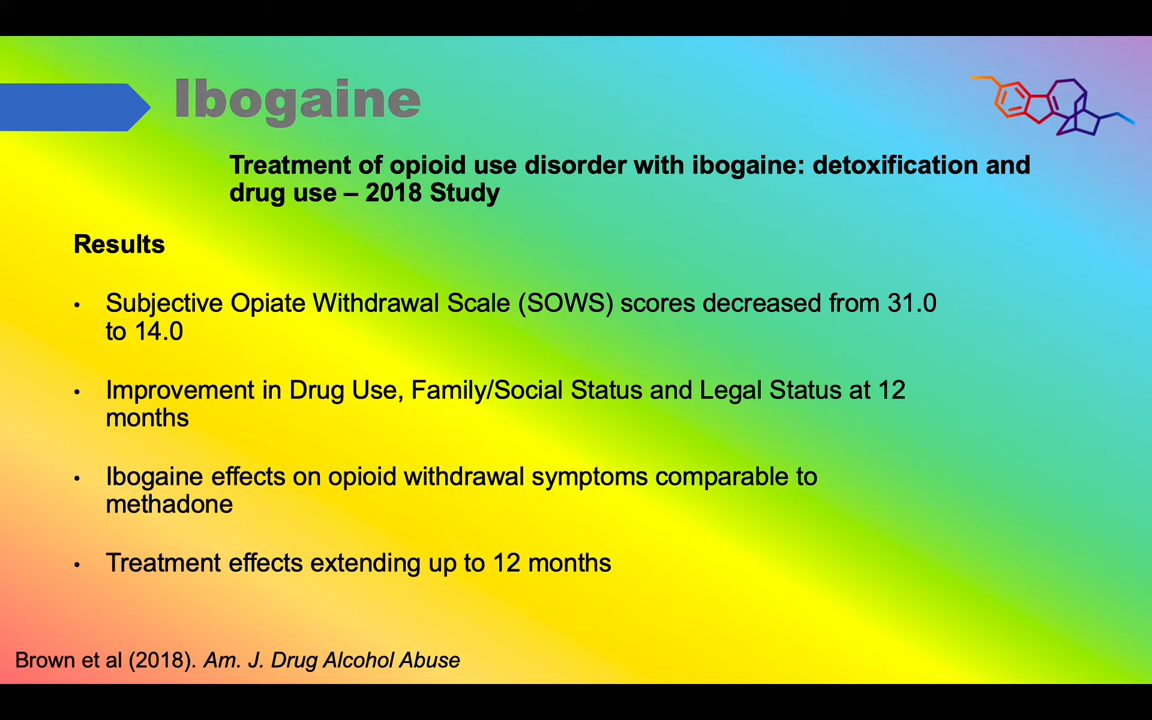 Ibogaine
Treatment of opioid use disorder with ibogaine: detoxification and
drug use – 2018 Study
Results
• Subjective Opiate Withdrawal Scale (SOWS) scores decreased from 31.0
to 14.0
• Improvement in Drug Use, Family/Social Status and Legal Status at 12
months
• Ibogaine effects on opioid withdrawal symptoms comparable to
methadone
• Treatment effects extending up to 12 months
Brown et al (2018). Am. J. Drug Alcohol Abuse